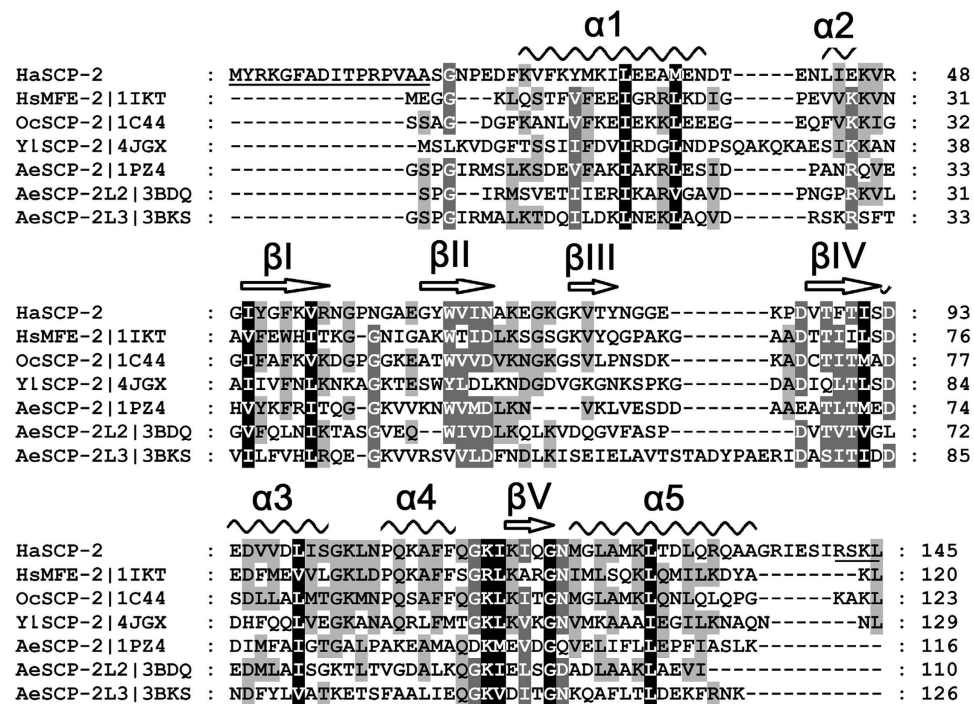 α1 α2
HaSCP-2 : MYRKGFADITPRPVAASGNPEDFKVFKYMKILEEAMENDT-----ENLIEKVR 48
HsMFE-2|1IKT : --------------MEGG---KLQSTFVFEEIGRRLKDIG-----PEVVKKVN 31
OcSCP-2|1C44 : --------------SSAG--DGFKANLVFKEIEKKLEEEG-----EQFVKKIG 32
YlSCP-2|4JGX : ---------------MSLKVDGFTSSIIFDVIRDGLNDPSQAKQKAESIKKAN 38
AeSCP-2|1PZ4 : --------------GSPGIRMSLKSDEVFAKIAKRLESID------PANRQVE 33
AeSCP-2L2|3BDQ : ---------------SPG--IRMSVETIIERIKARVGAVD-----PNGPRKVL 31
AeSCP-2L3|3BKS : --------------GSPGIRMALKTDQILDKLNEKLAQVD------RSKRSFT 33
βI βII βIII βIV
HaSCP-2 : GIYGFKVRNGPNGAEGYWVINAKEGKGKVTYNGGE--------KPDVTFTISD 93
HsMFE-2|1IKT : AVFEWHITKG-GNIGAKWTIDLKSGSGKVYQGPAKG-------AADTTIILSD 76
OcSCP-2|1C44 : GIFAFKVKDGPGGKEATWVVDVKNGKGSVLPNSDK--------KADCTITMAD 77
YlSCP-2|4JGX : AIIVFNLKNKAGKTESWYLDLKNDGDVGKGNKSPKG-------DADIQLTLSD 84
AeSCP-2|1PZ4 : HVYKFRITQG-GKVVKNWVMDLKN----VKLVESDD-------AAEATLTMED 74
AeSCP-2L2|3BDQ : GVFQLNIKTASGVEQ--WIVDLKQLKVDQGVFASP----------DVTVTVGL 72
AeSCP-2L3|3BKS : VILFVHLRQE-GKVVRSVVLDFNDLKISEIELAVTSTADYPAERIDASITIDD 85
α3 α4 βV α5
HaSCP-2 : EDVVDLISGKLNPQKAFFQGKIKIQGNMGLAMKLTDLQRQAAGRIESIRSKL : 145
HsMFE-2|1IKT : EDFMEVVLGKLDPQKAFFSGRLKARGNIMLSQKLQMILKDYA--------KL : 120
OcSCP-2|1C44 : SDLLALMTGKMNPQSAFFQGKLKITGNMGLAMKLQNLQLQPG------KAKL : 123
YlSCP-2|4JGX : DHFQQLVEGKANAQRLFMTGKLKVKGNVMKAAAIEGILKNAQN-------NL : 129
AeSCP-2|1PZ4 : DIMFAIGTGALPAKEAMAQDKMEVDGQVELIFLLEPFIASLK---------- : 116
AeSCP-2L2|3BDQ : EDMLAISGKTLTVGDALKQGKIELSGDADLAAKLAEVI-------------- : 110
AeSCP-2L3|3BKS : NDFYLVATKETSFAALIEQGKVDITGNKQAFLTLDEKFRNK----------- : 126